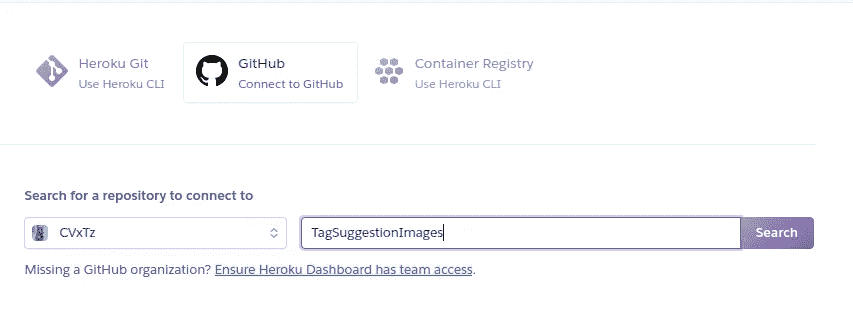 Heroku Git
Use Heroku CLI
GitHub
Connect to GitHub
Container Registry
Use Heroku CLI
Search for a repository to connect to
CVxTz
TagSuggestionImages
Search
Missing a GitHub organization? Ensure Heroku Dashboard has team access.